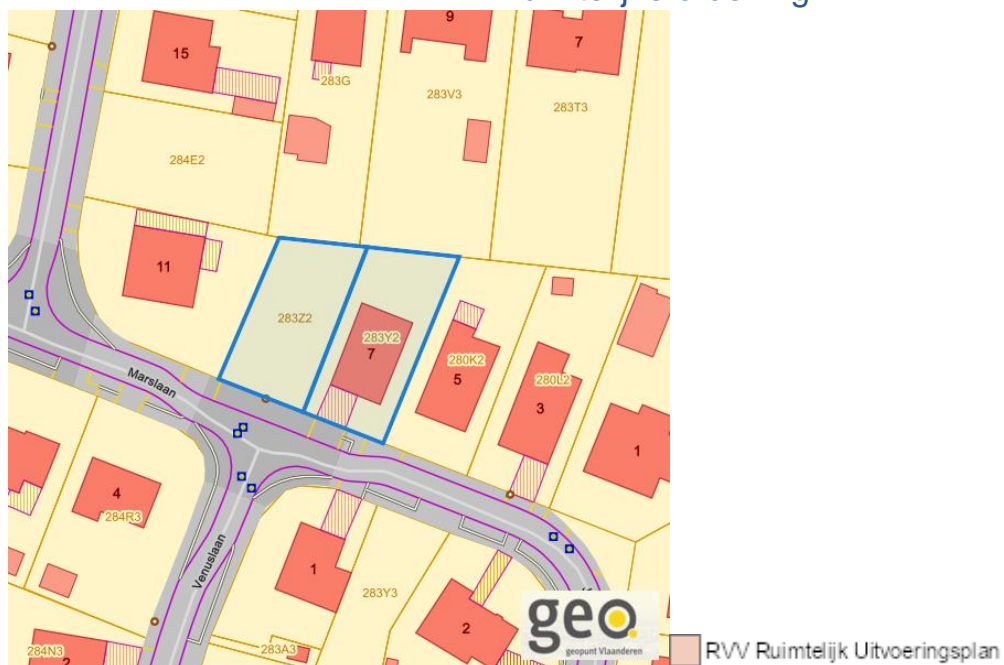 9
15
7
283G
283V3
283T3
284E2
11
283Z2
283Y2
7
280K2
5
280L2
3
1
Marslaan
4
284R3
Venuslaan
1
283Y3
2
283A3
284N3
2
geo.
geopunt Vlaanderen
RVV Ruimtelijk Uitvoeringsplan